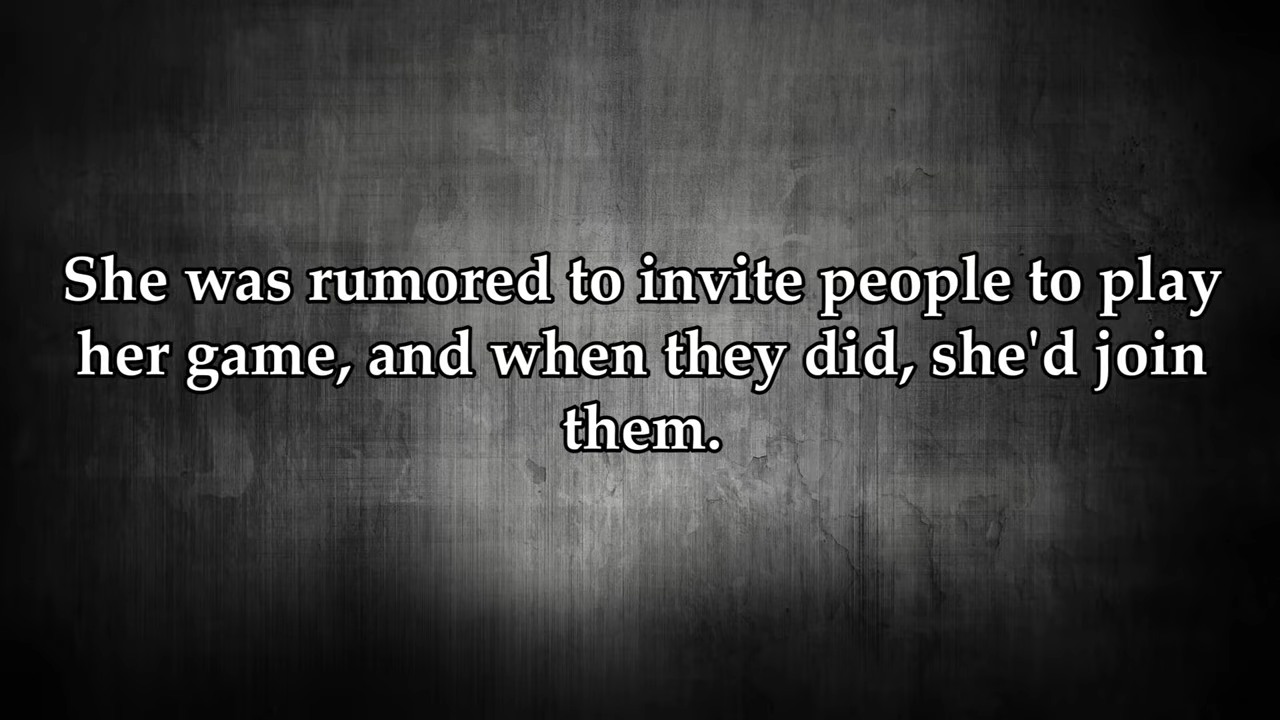 She was rumored to invite people to play
her game, and when they did, she'd join
them.